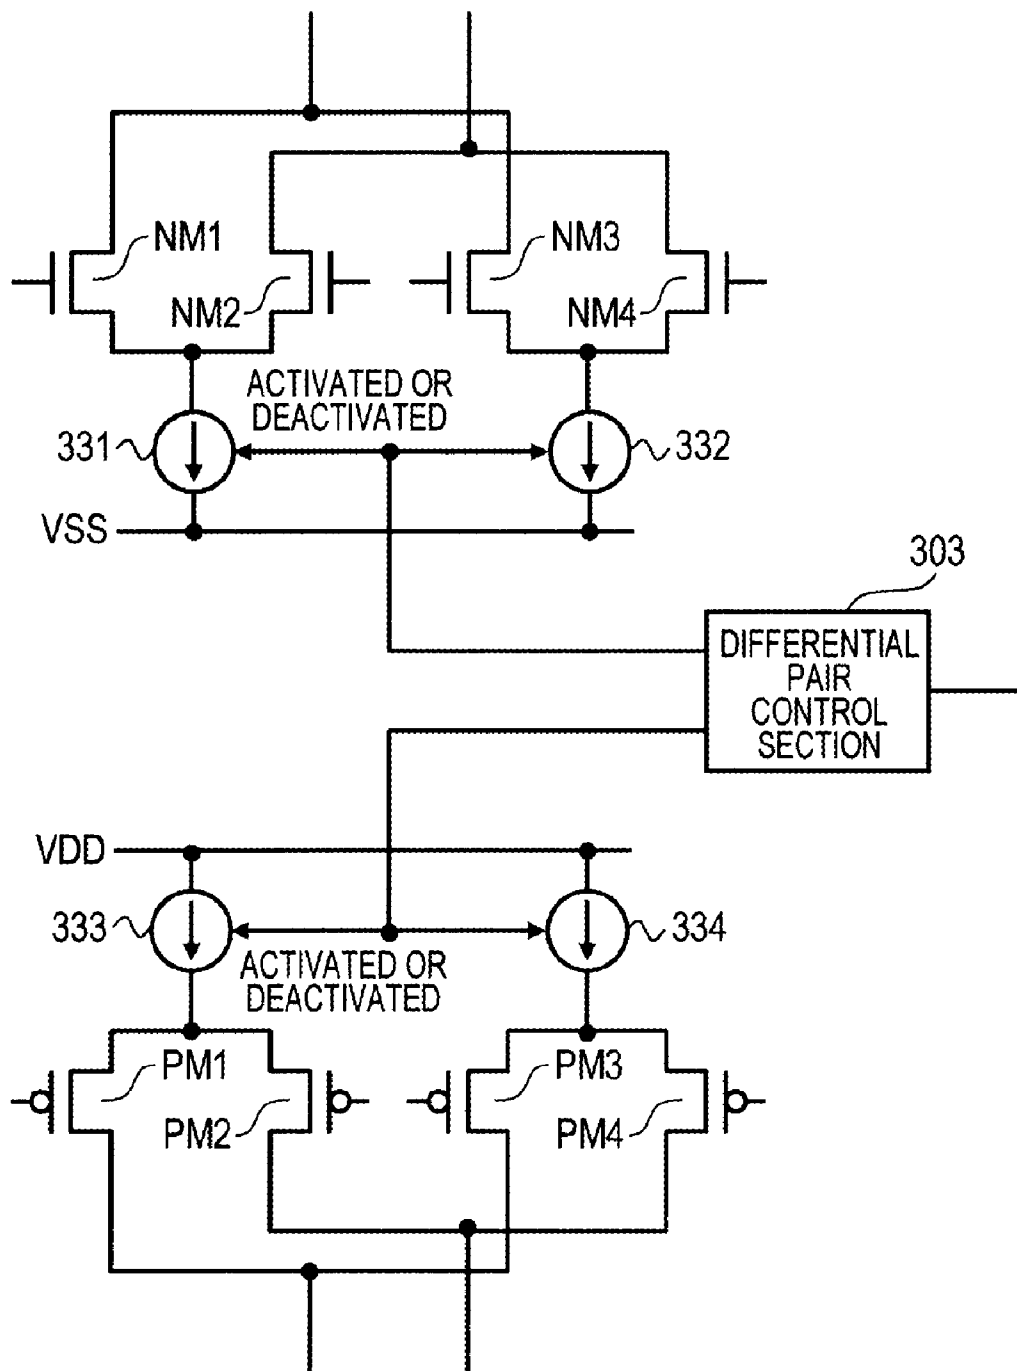 NM1
NM2
NM3
NM4
ACTIVATED OR
DEACTIVATED
331
332
VSS
303
DIFFERENTIAL
PAIR
CONTROL
SECTION
VDD
333
334
ACTIVATED OR
DEACTIVATED
PM1
PM2
PM3
PM4